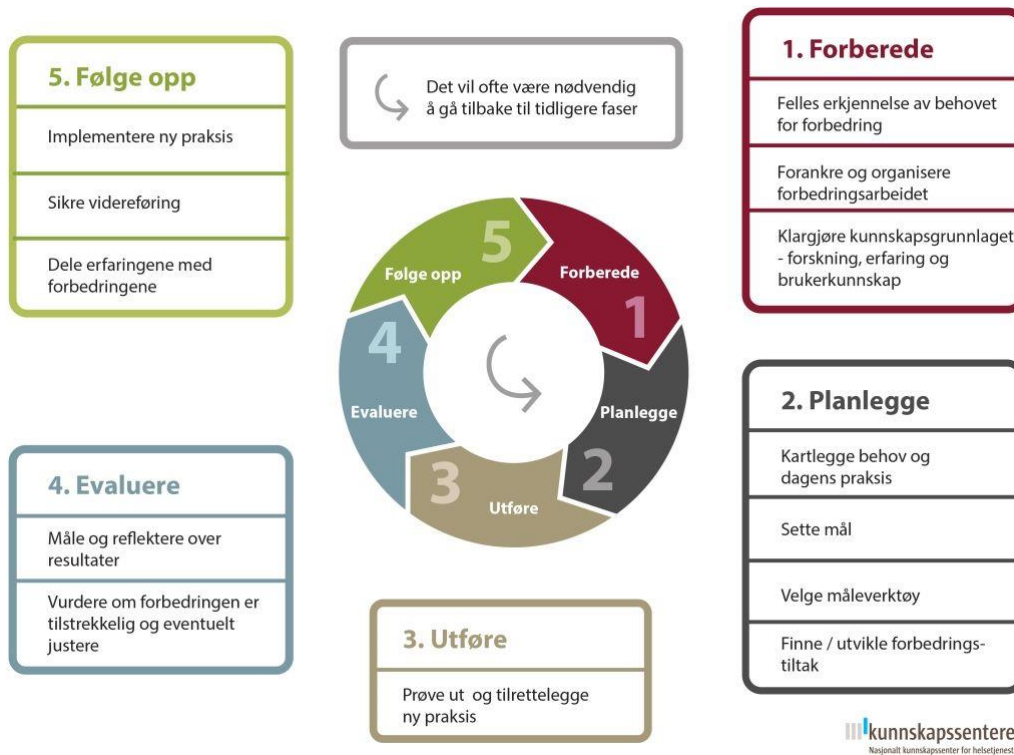 5. Følge opp
Implementere ny praksis
Sikre videreføring
Dele erfaringene med
forbedringene
Det vil ofte være nødvendig
å gå tilbake til tidligere faser
1. Forberede
Felles erkjennelse av behovet
for forbedring
Forankre og organisere
forbedringsarbeidet
Klargjøre kunnskapsgrunnlaget
- forskning, erfaring og
brukerkunnskap
5
Følge opp
Forberede
1
4
Evaluere
Planlegge
2
3
Utføre
2. Planlegge
Kartlegge behov og
dagens praksis
Sette mål
Velge måleverktøy
Finne / utvikle forbedrings-
tiltak
4. Evaluere
Måle og reflektere over
resultater
Vurdere om forbedringen er
tilstrekkelig og eventuelt
justere
3. Utføre
Prøve ut og tilrettelegge
ny praksis
kunnskapssentere
Nasjonalt kunnskapssenter for helsetjenest